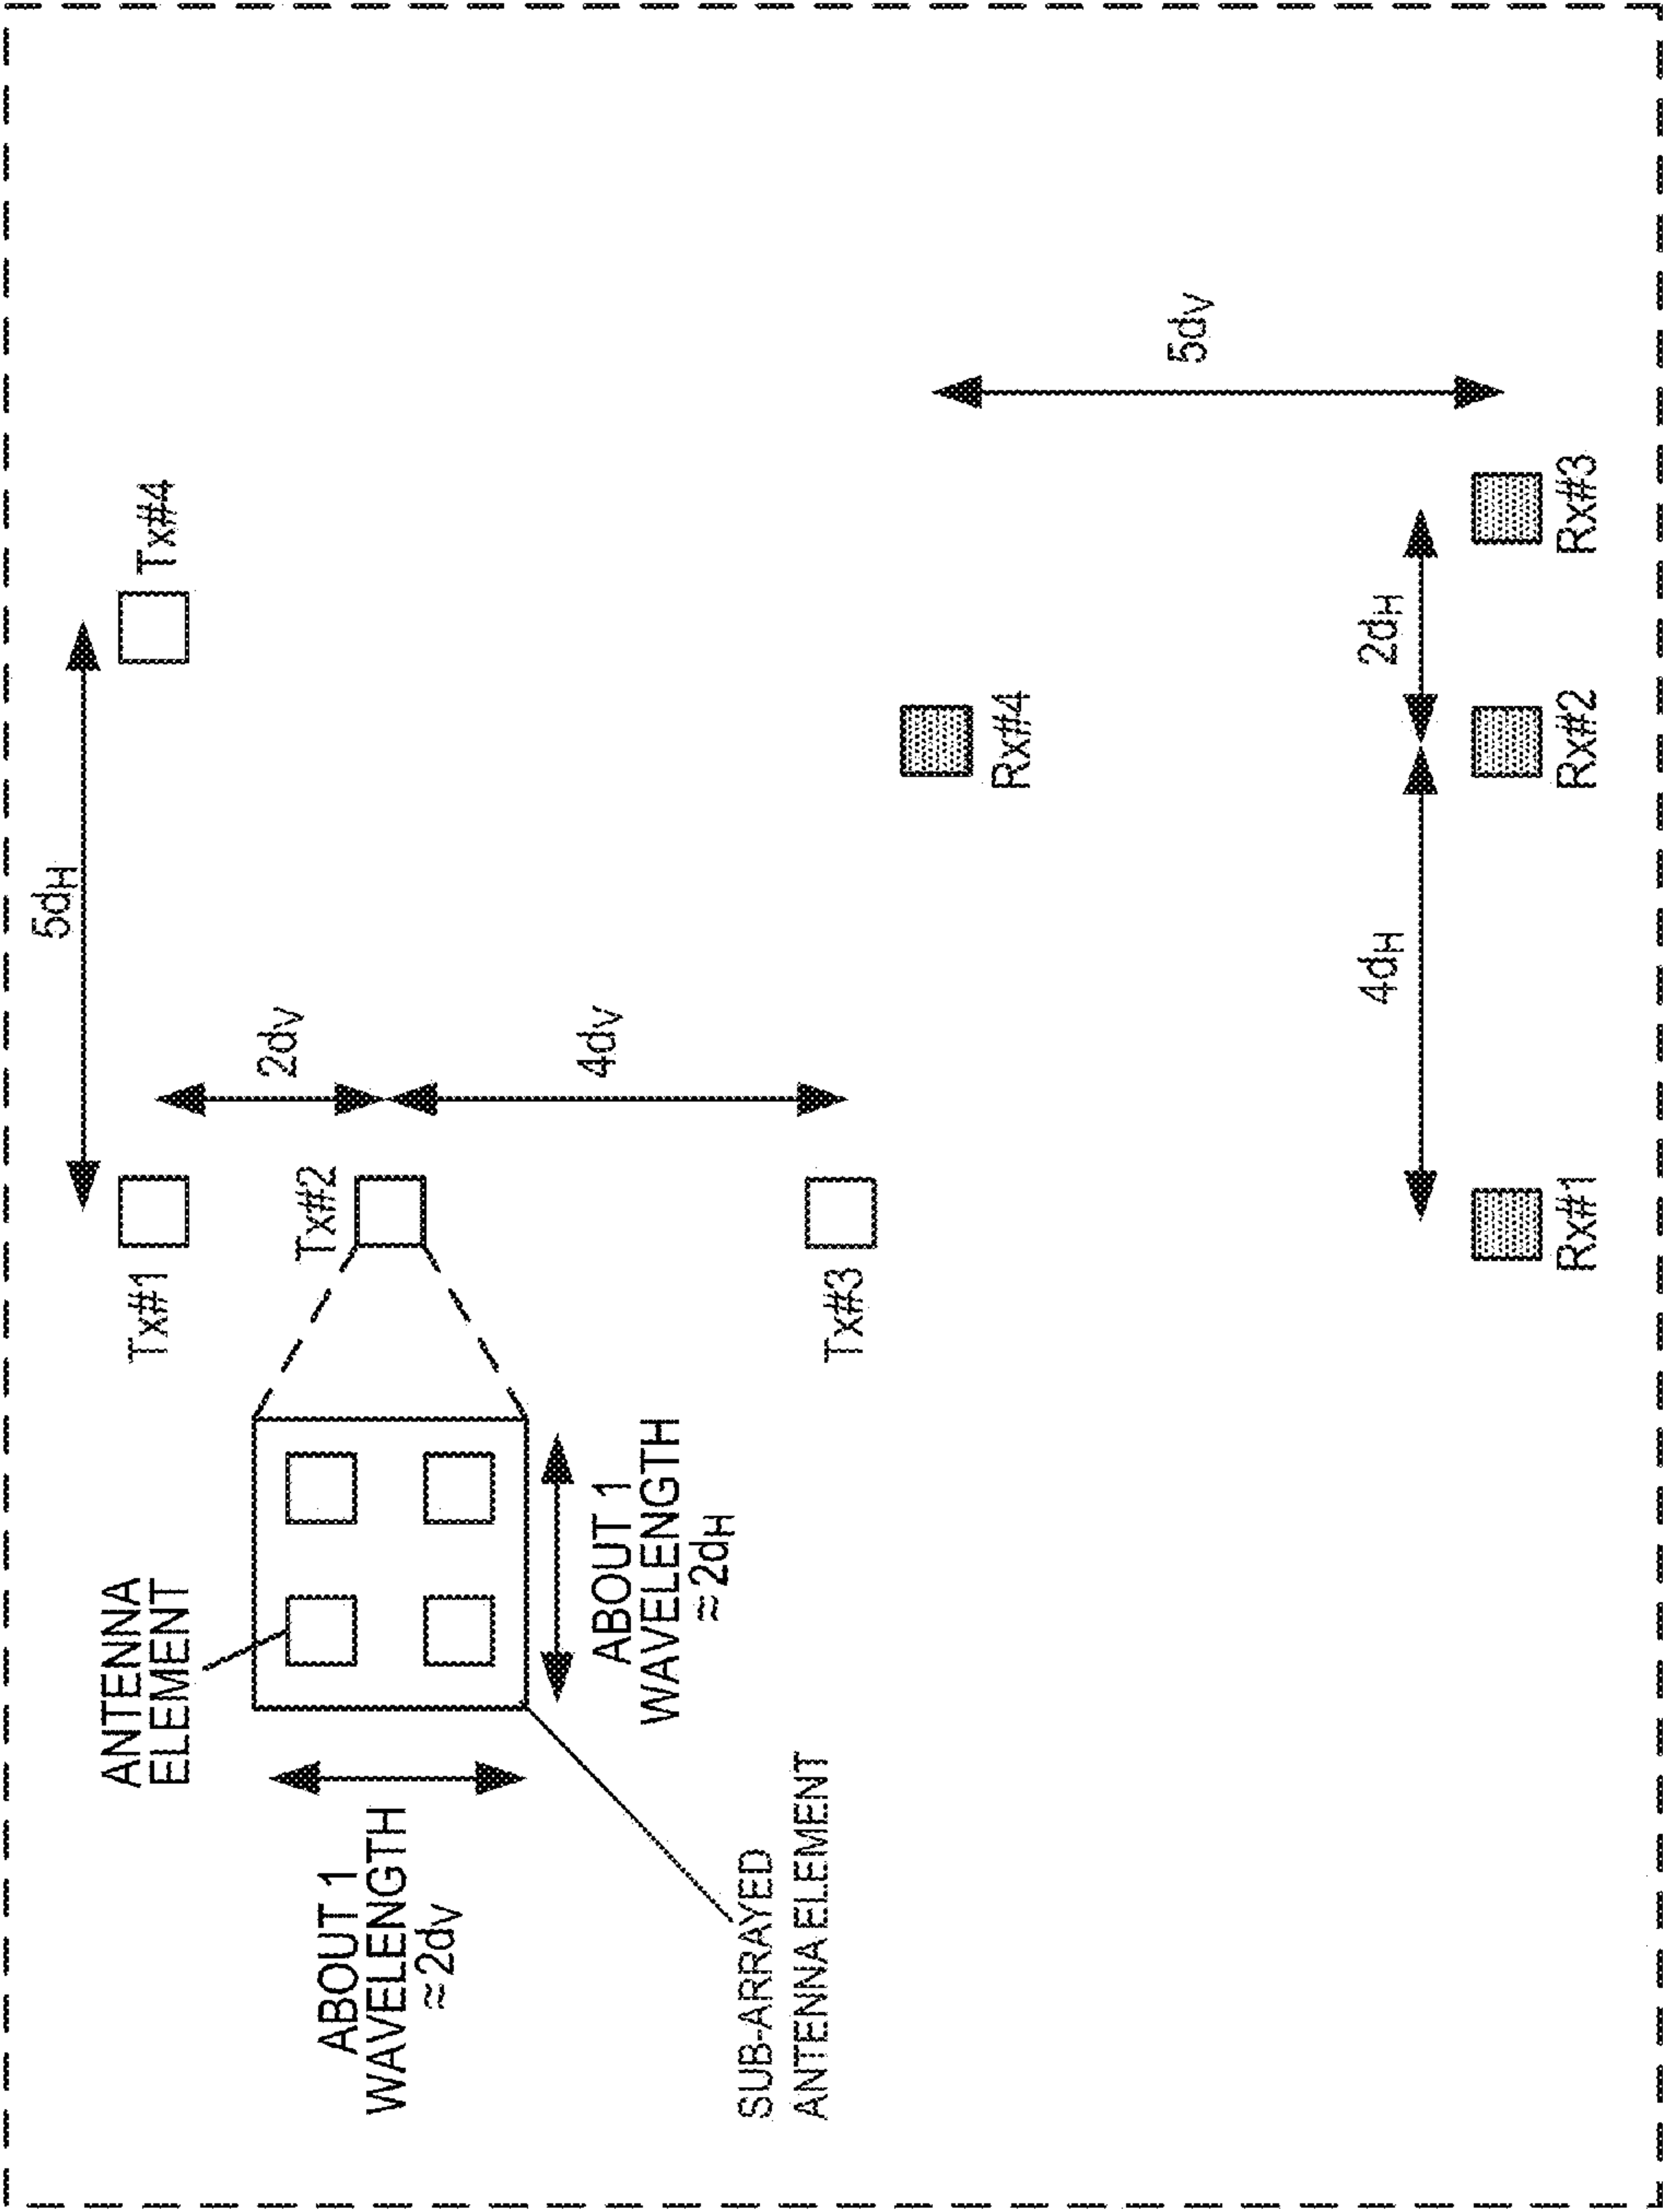 ANTENNA
ELEMENT
ABOUT 1
WAVELENGTH
≈2dV
ABOUT 1
WAVELENGTH
≈2dH
SUB-ARRAYED
ANTENNA ELEMENT
5dH
Tx#1
Tx#4
Tx#2
2dV
4dV
Tx#3
Rx#4
5dV
4dH
2dH
Rx#1
Rx#2
Rx#3